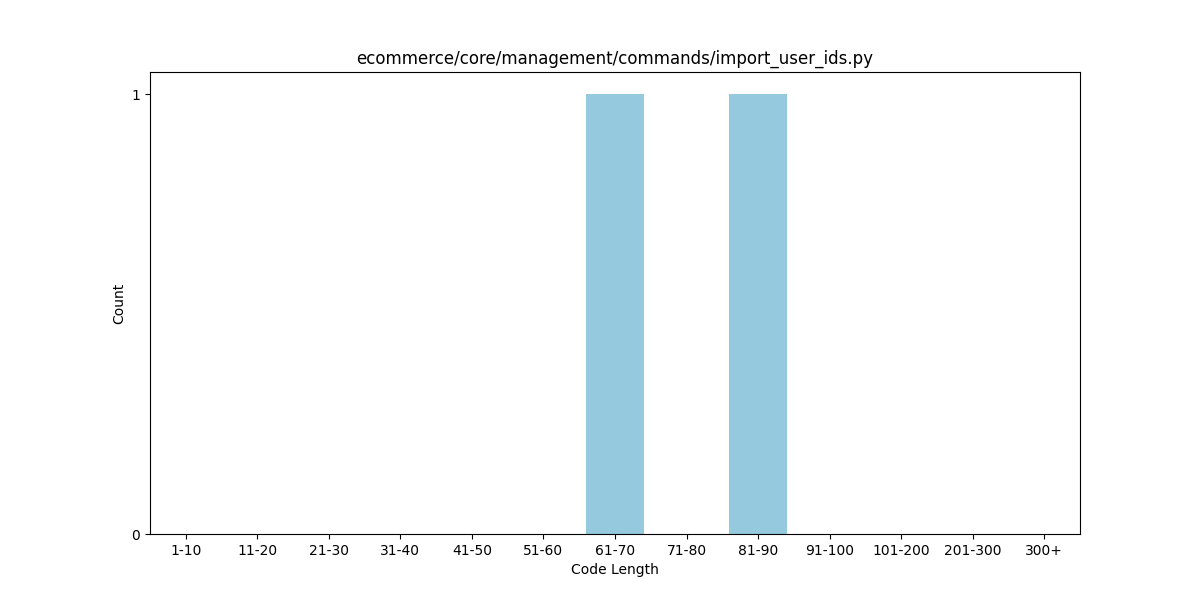 ecommerce/core/management/commands/import_user_ids.py
1
Count
0
1-10 11-20 21-30 31-40 41-50 51-60 61-70 71-80 81-90 91-100 101-200 201-300 300+
Code Length